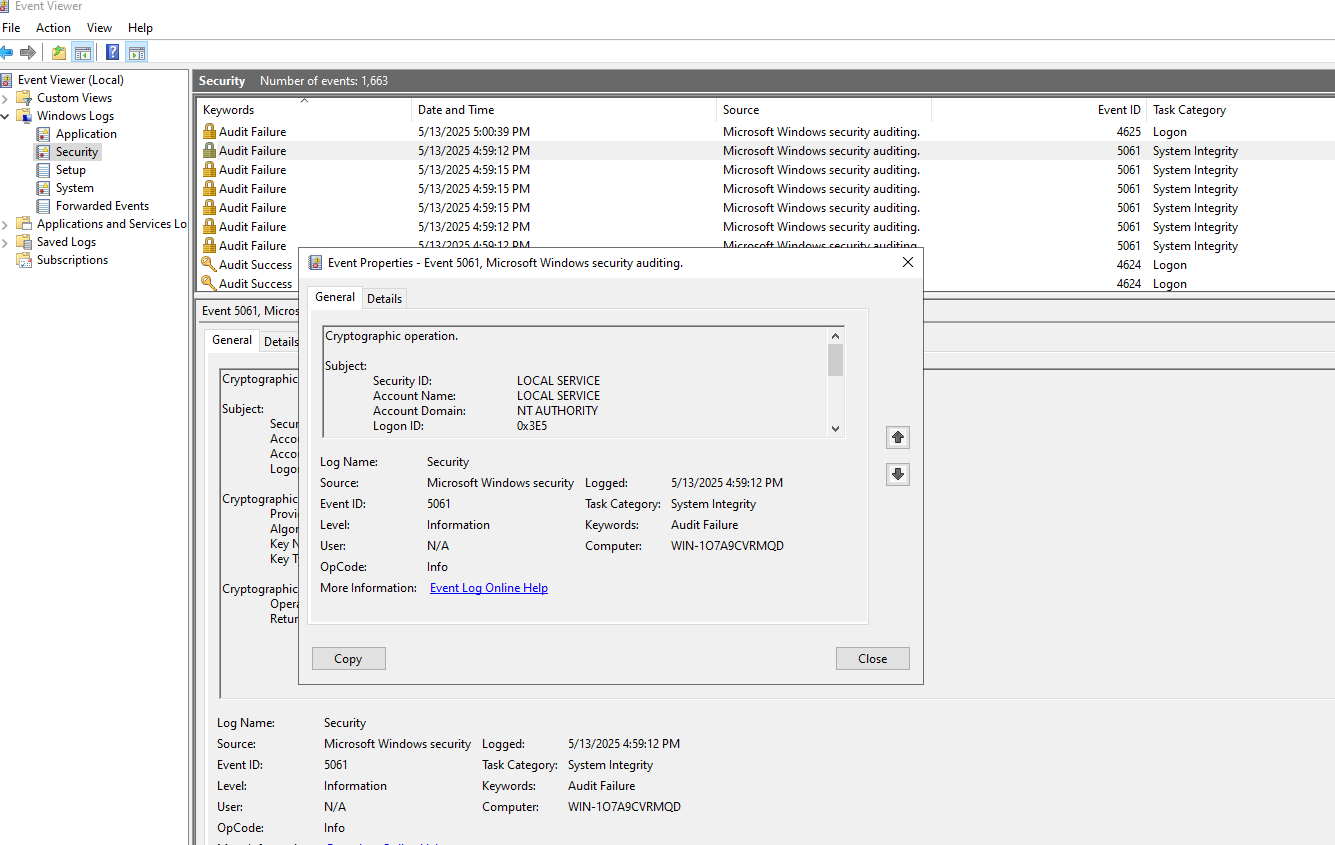 Event Viewer
File Action View Help
Event Viewer (Local)
Custom Views
Windows Logs
Application
Security
Setup
System
Forwarded Events
Applications and Services Lo
Saved Logs
Subscriptions
Security Number of events: 1,663
Keywords Date and Time Source Event ID Task Category
Audit Failure 5/13/2025 5:00:39 PM Microsoft Windows security auditing. 4625 Logon
Audit Failure 5/13/2025 4:59:12 PM Microsoft Windows security auditing. 5061 System Integrity
Audit Failure 5/13/2025 4:59:15 PM Microsoft Windows security auditing. 5061 System Integrity
Audit Failure 5/13/2025 4:59:15 PM Microsoft Windows security auditing. 5061 System Integrity
Audit Failure 5/13/2025 4:59:15 PM Microsoft Windows security auditing. 5061 System Integrity
Audit Failure 5/13/2025 4:59:12 PM Microsoft Windows security auditing. 5061 System Integrity
Audit Failure 5/13/2025 4:59:12 PM Microsoft Windows security auditing. 5061 System Integrity
Audit Success 4624 Logon
Audit Success 4624 Logon
Event 5061, Micros
General Details
Cryptographic
Subject:
Secur
Acco
Acco
Logo
Cryptographic
Provi
Algor
Key N
Key T
Cryptographic
Opera
Retur
Event Properties - Event 5061, Microsoft Windows security auditing.
General Details
Cryptographic operation.
Subject:
Security ID: LOCAL SERVICE
Account Name: LOCAL SERVICE
Account Domain: NT AUTHORITY
Logon ID: 0x3E5
Log Name: Security
Source: Microsoft Windows security Logged: 5/13/2025 4:59:12 PM
Event ID: 5061 Task Category: System Integrity
Level: Information Keywords: Audit Failure
User: N/A Computer: WIN-1O7A9CVRMQD
OpCode: Info
More Information: Event Log Online Help
Copy Close
Log Name: Security
Source: Microsoft Windows security Logged: 5/13/2025 4:59:12 PM
Event ID: 5061 Task Category: System Integrity
Level: Information Keywords: Audit Failure
User: N/A Computer: WIN-1O7A9CVRMQD
OpCode: Info